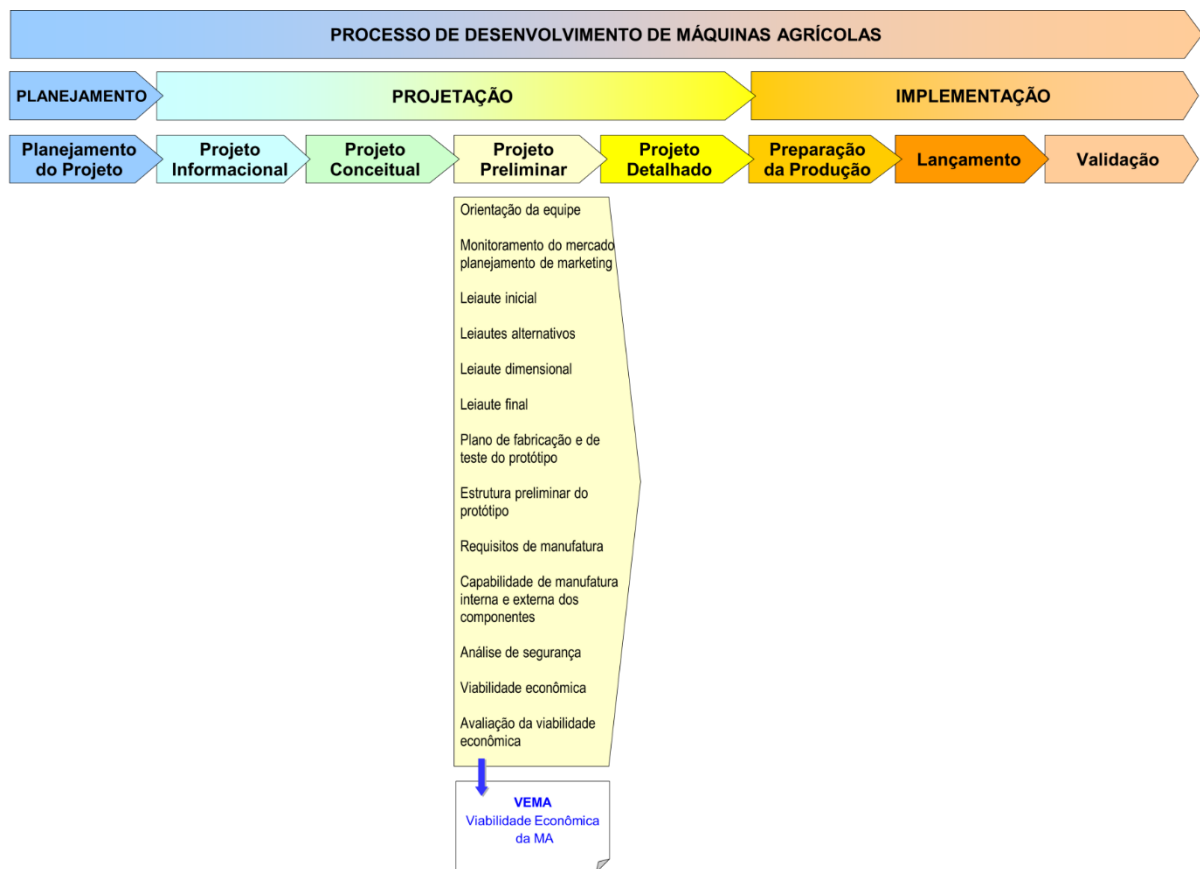 PROCESSO DE DESENVOLVIMENTO DE MÁQUINAS AGRÍCOLAS
PLANEJAMENTO
PROJETAÇÃO
IMPLEMENTAÇÃO
Planejamento
do Projeto
Projeto
Informacional
Projeto
Conceitual
Projeto
Preliminar
Projeto
Detalhado
Preparação
da Produção
Lançamento
Validação
Orientação da equipe
Monitoramento do mercado
planejamento de marketing
Leiaute inicial
Leiautes alternativos
Leiaute dimensional
Leiaute final
Plano de fabricação e de
teste do protótipo
Estrutura preliminar do
protótipo
Requisitos de manufatura
Capabilidade de manufatura
interna e externa dos
componentes
Análise de segurança
Viabilidade econômica
Avaliação da viabilidade
econômica
VEMA
Viabilidade Econômica
da MA